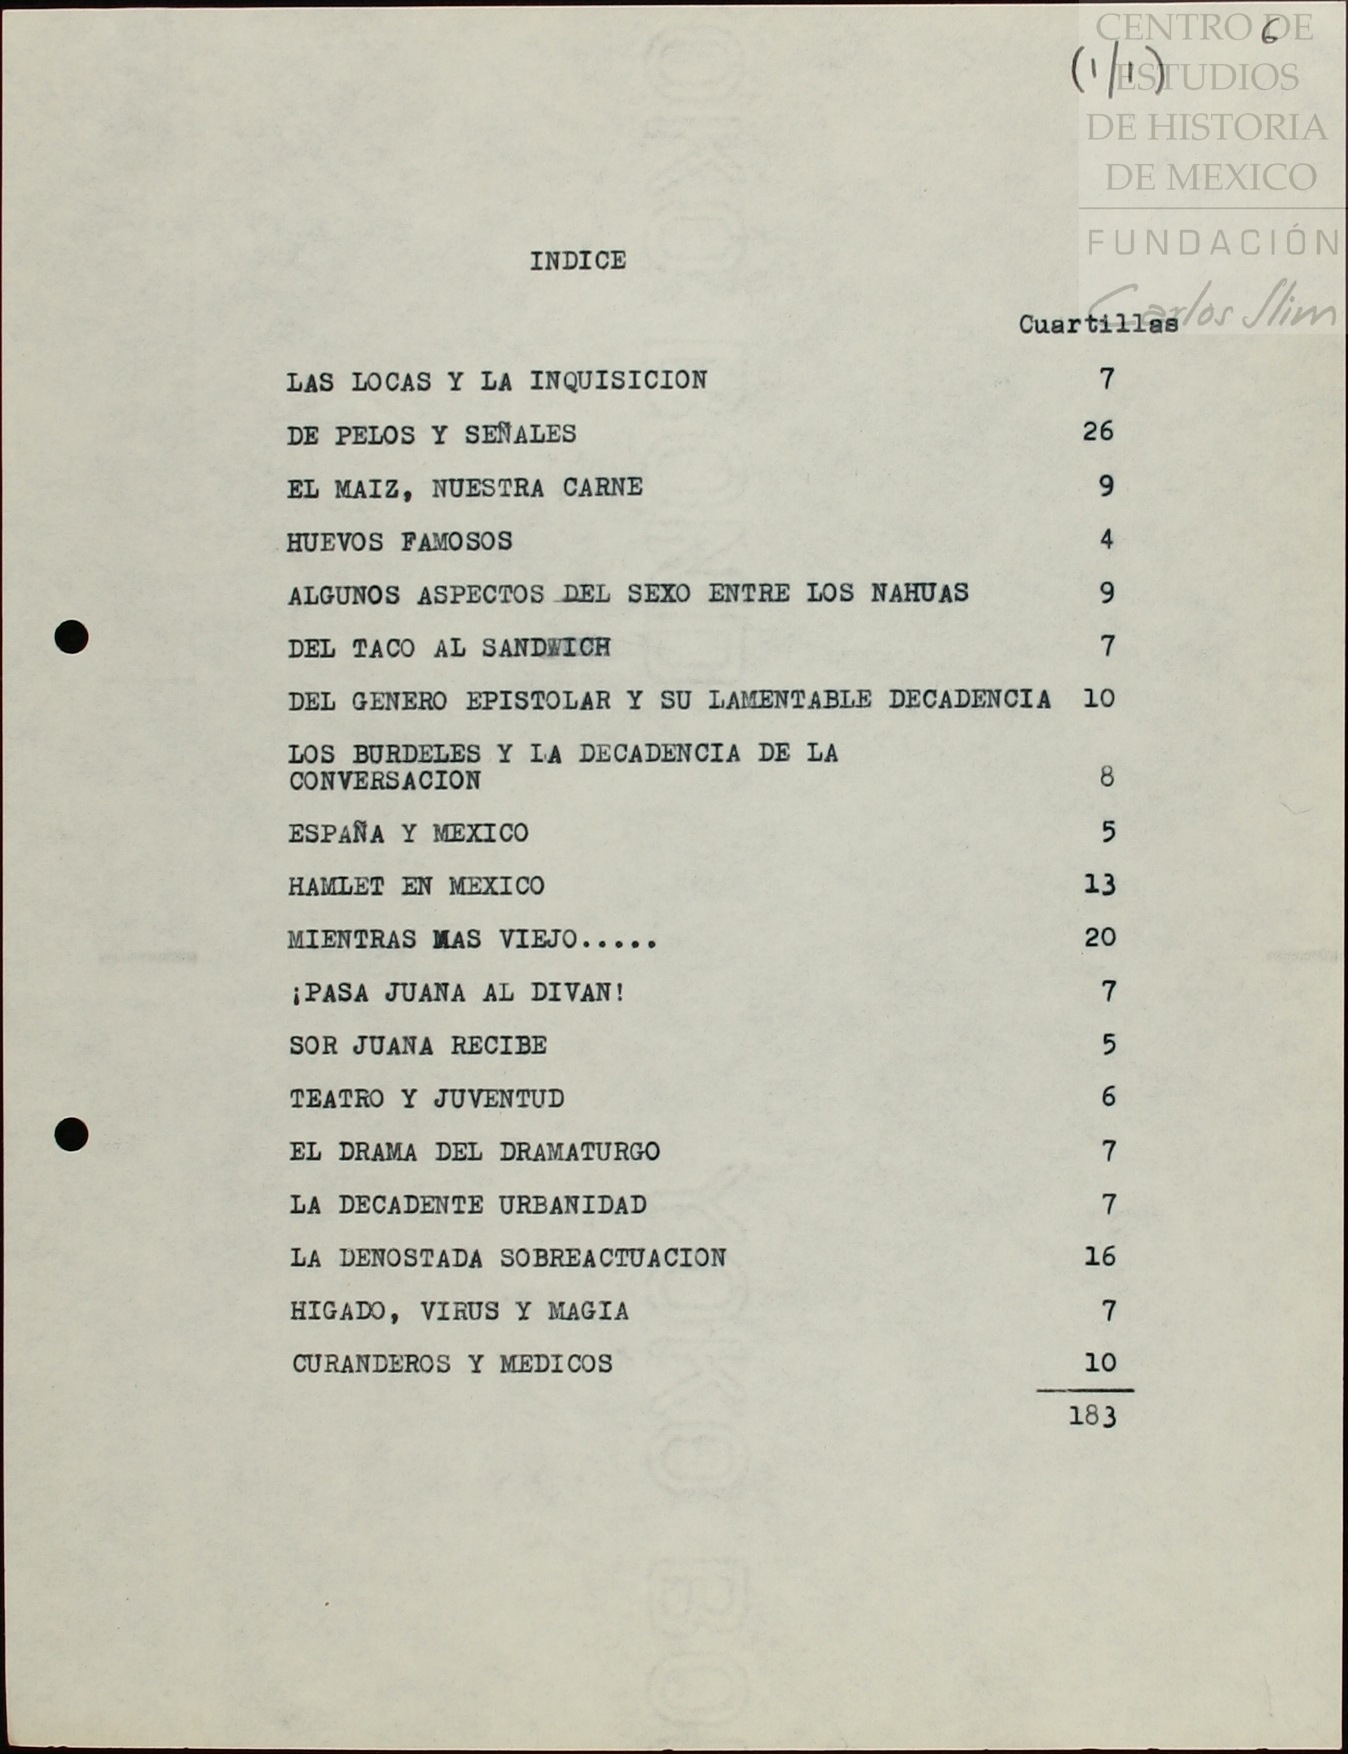 CENTRO DE
6
(1/1)
ESTUDIOS
DE HISTORIA
DE MEXICO
FUNDACIÓN
Carlos Slim
INDICE
Cuartillas
LAS LOCAS Y LA INQUISICION 7
DE PELOS Y SEÑALES 26
EL MAIZ, NUESTRA CARNE 9
HUEVOS FAMOSOS 4
ALGUNOS ASPECTOS DEL SEXO ENTRE LOS NAHUAS 9
DEL TACO AL SANDWICH 7
DEL GENERO EPISTOLAR Y SU LAMENTABLE DECADENCIA 10
LOS BURDELES Y LA DECADENCIA DE LA
CONVERSACION 8
ESPAÑA Y MEXICO 5
HAMLET EN MEXICO 13
MIENTRAS MAS VIEJO..... 20
¡PASA JUANA AL DIVAN! 7
SOR JUANA RECIBE 5
TEATRO Y JUVENTUD 6
EL DRAMA DEL DRAMATURGO 7
LA DECADENTE URBANIDAD 7
LA DENOSTADA SOBREACTUACION 16
HIGADO, VIRUS Y MAGIA 7
CURANDEROS Y MEDICOS 10
183